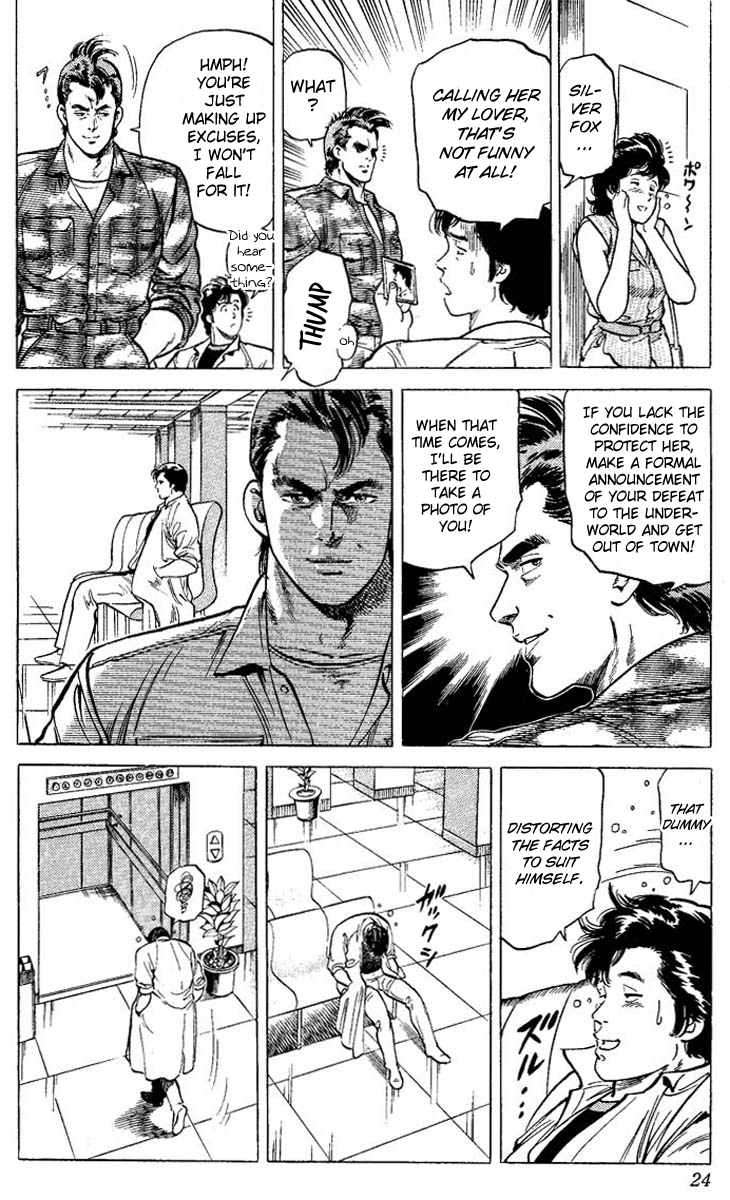 SIL-
VER
FOX
...
ポワ〜ン
CALLING HER
MY LOVER,
THAT'S
NOT FUNNY
AT ALL!
WHAT
?
THUMP
Oh
HMPH!
YOU'RE
JUST
MAKING UP
EXCUSES,
I WON'T
FALL
FOR IT!
Did you
hear
some-
thing?
IF YOU LACK THE
CONFIDENCE TO
PROTECT HER,
MAKE A FORMAL
ANNOUNCEMENT
OF YOUR DEFEAT
TO THE UNDER-
WORLD AND GET
OUT OF TOWN!
WHEN THAT
TIME COMES,
I'LL BE
THERE TO
TAKE A
PHOTO OF
YOU!
THAT
DUMMY
...
DISTORTING
THE FACTS
TO SUIT
HIMSELF.
ズル・・・
ガックシ
24